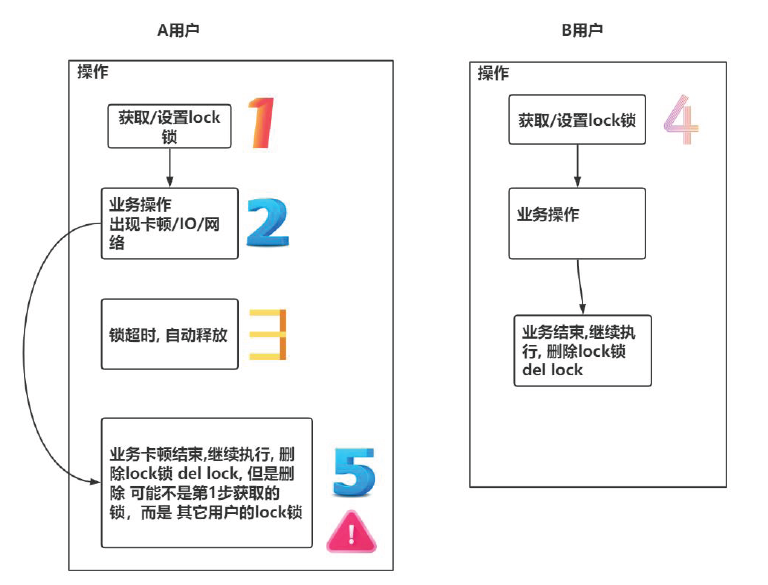 A用户
操作
获取/设置lock
锁
1
业务操作
出现卡顿/IO/网
络
2
锁超时, 自动释放
3
业务卡顿结束,继续执行, 删
除lock锁 del lock, 但是删
除 可能不是第1步获取的
锁，而是 其它用户的lock锁
5
!
B用户
操作
获取/设置lock锁
4
业务操作
业务结束,继续执
行, 删除lock锁
del lock